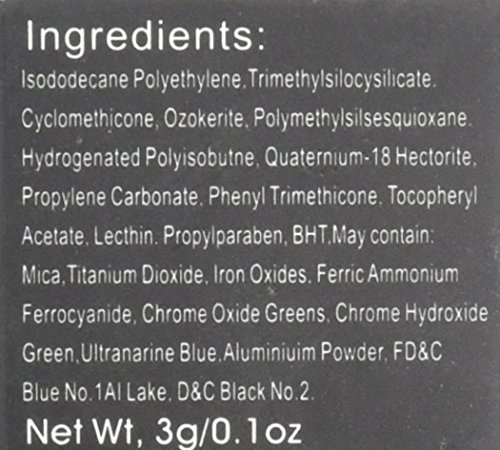 Ingredients:
Isododecane Polyethylene,Trimethylsilocysilicate.
Cyclomethicone, Ozokerite, Polymethylsilsesquioxane.
Hydrogenated Polyisobutne, Quaternium-18 Hectorite,
Propylene Carbonate, Phenyl Trimethicone, Tocopheryl
Acetate, Lecthin. Propylparaben, BHT,May contain:
Mica,Titanium Dioxide, Iron Oxides, Ferric Ammonium
Ferrocyanide, Chrome Oxide Greens, Chrome Hydroxide
Green,Ultranarine Blue,Aluminiuim Powder, FD&C
Blue No.1Al Lake, D&C Black No.2.
Net Wt, 3g/0.1oz